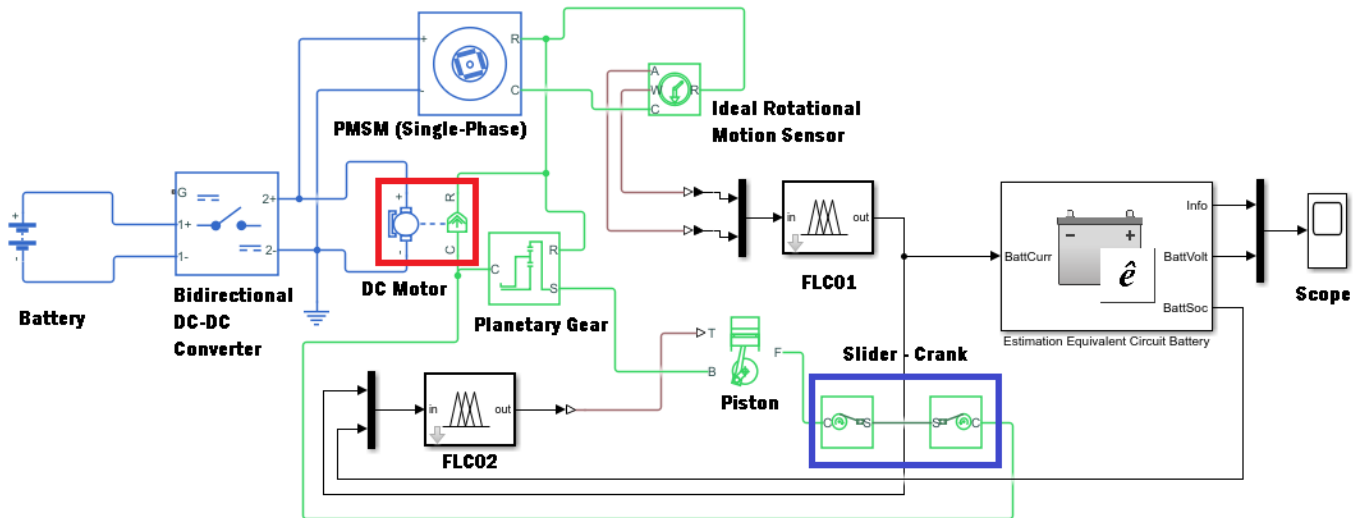 +
-
R
C
PMSM (Single-Phase)
A
W
C
R
Ideal Rotational
Motion Sensor
+
-
Battery
G
1+
1-
2+
2-
Bidirectional
DC-DC
Converter
+
-
R
C
DC Motor
C
R
S
Planetary Gear
in
out
FLC01
BattCurr
- +
ê
Info
BattVolt
BattSoc
Estimation Equivalent Circuit Battery
Scope
in
out
FLC02
T
B
F
Piston
Slider - Crank
C
S
S
C